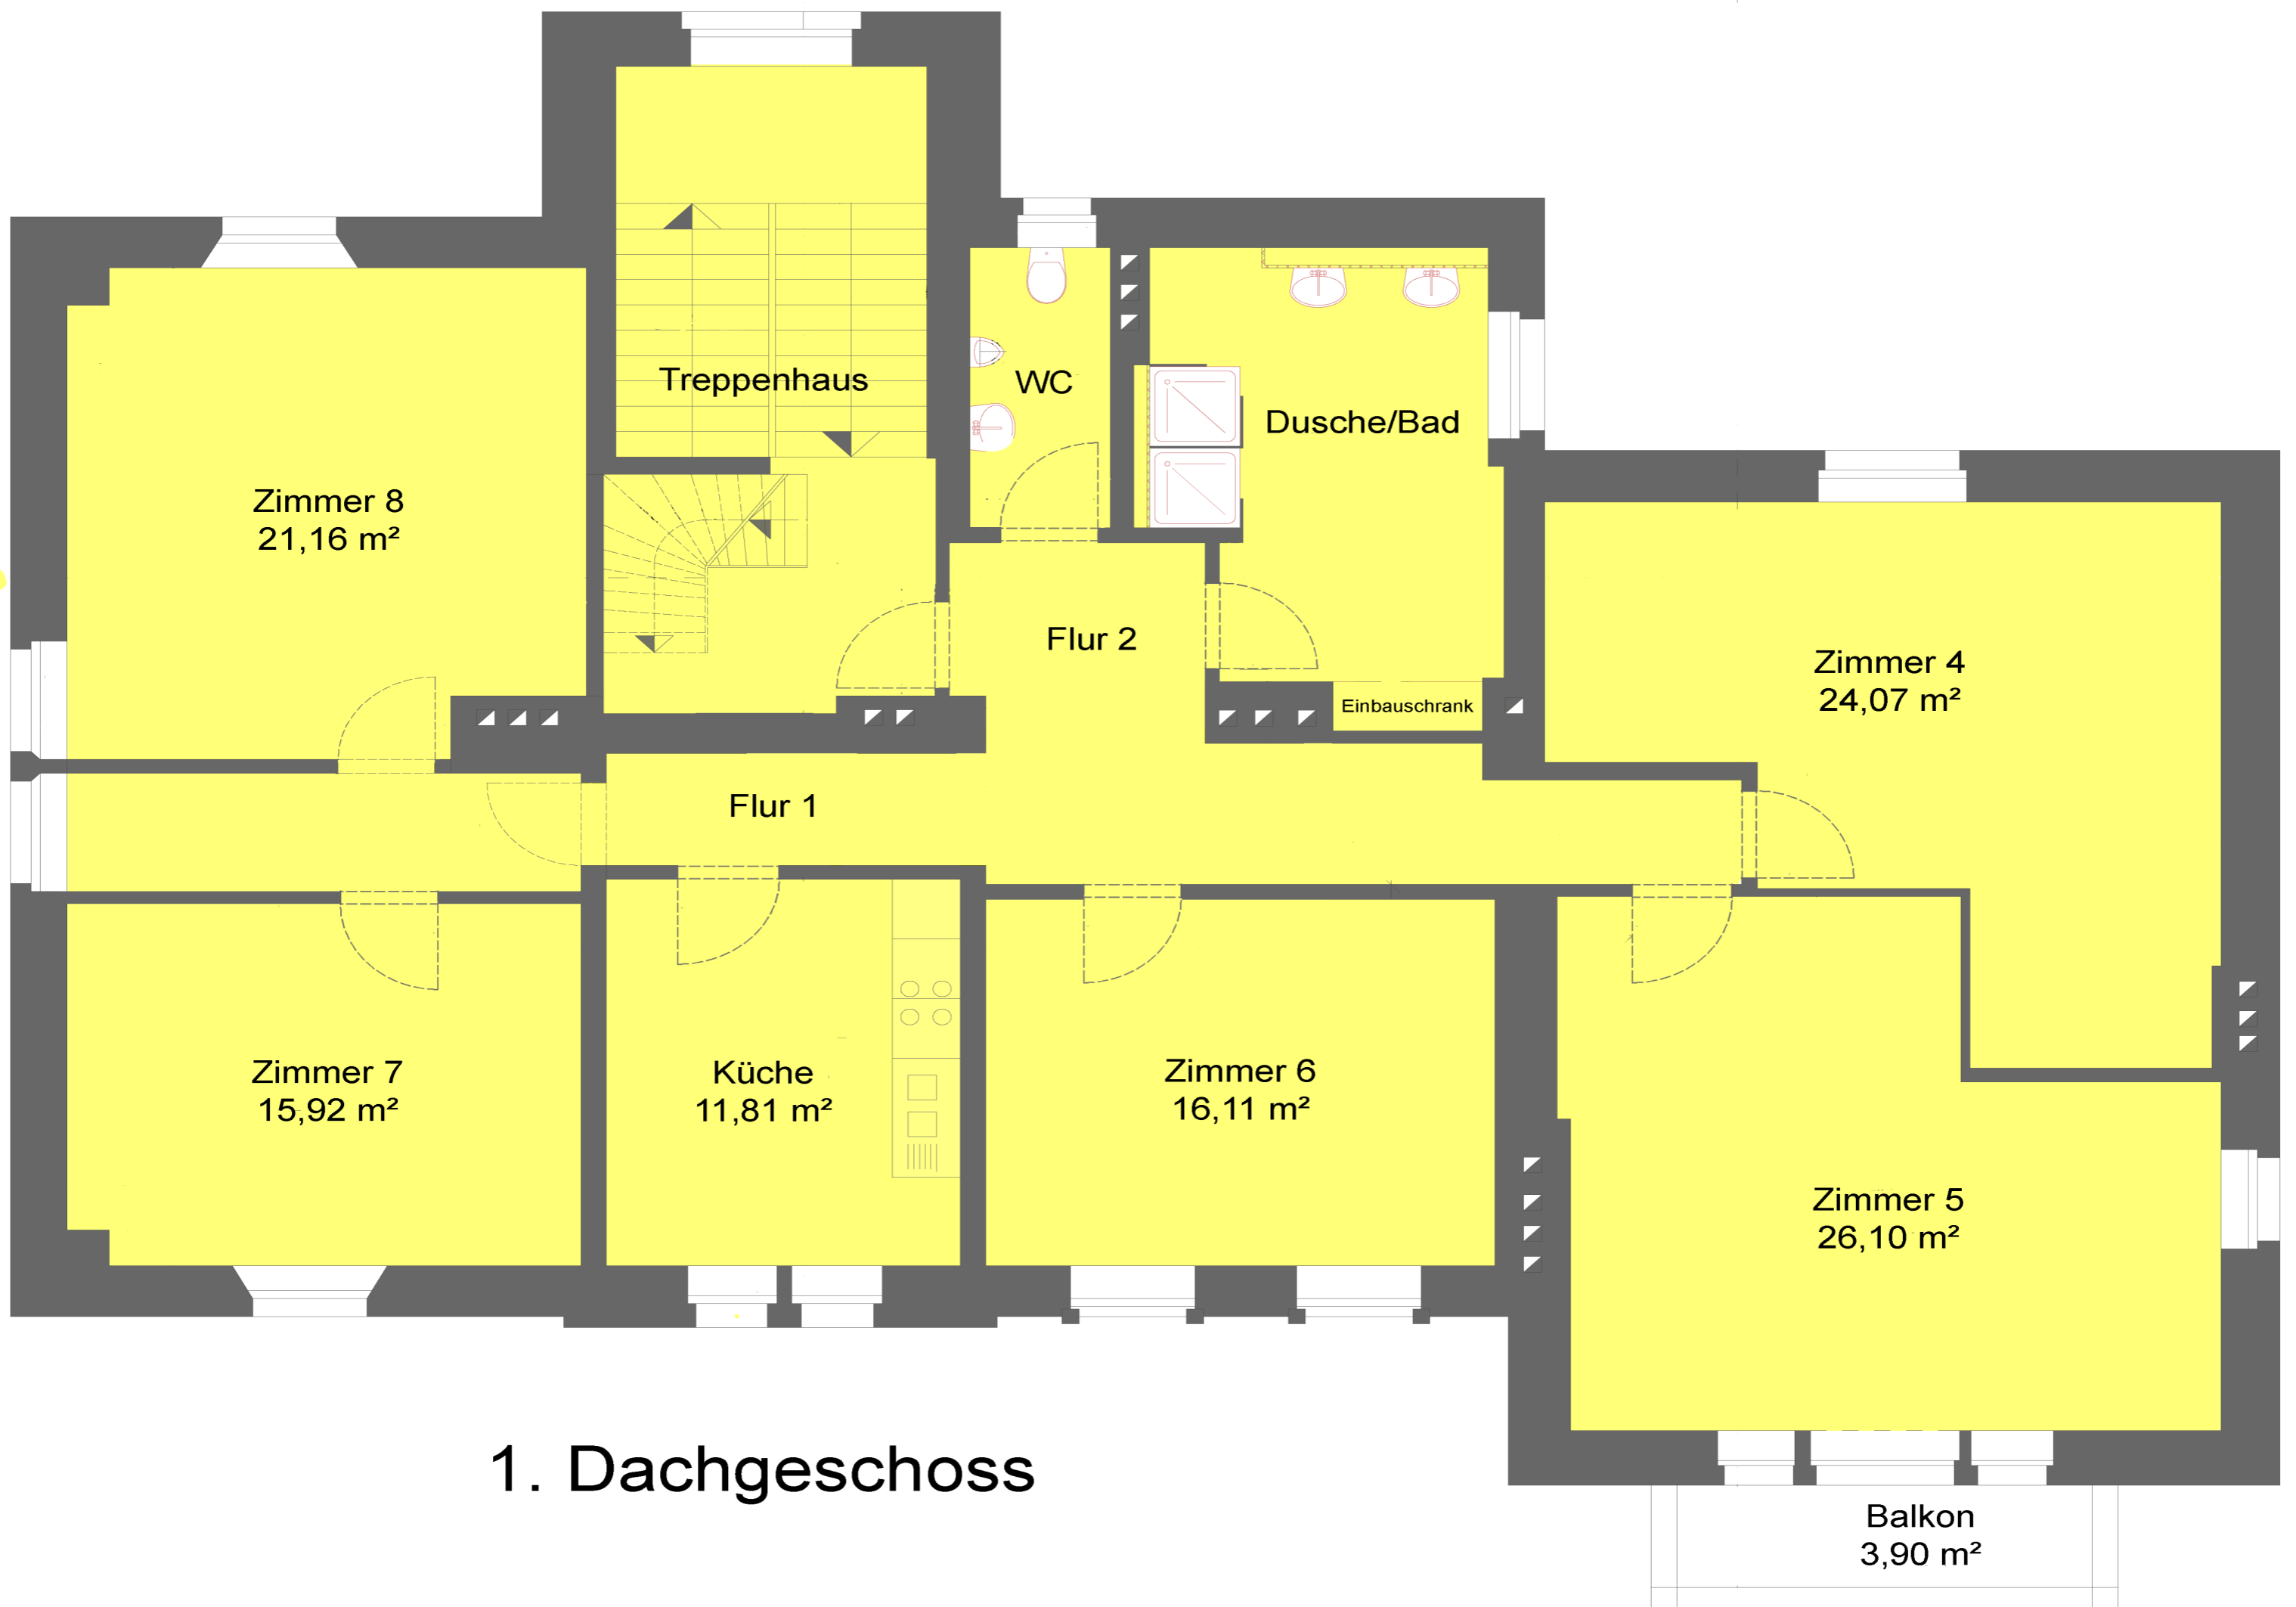 Treppenhaus
WC
Dusche/Bad
Zimmer 8
21,16 m²
Flur 2
Zimmer 4
24,07 m²
Einbauschrank
Flur 1
Zimmer 7
15,92 m²
Küche
11,81 m²
Zimmer 6
16,11 m²
Zimmer 5
26,10 m²
1. Dachgeschoss
Balkon
3,90 m²